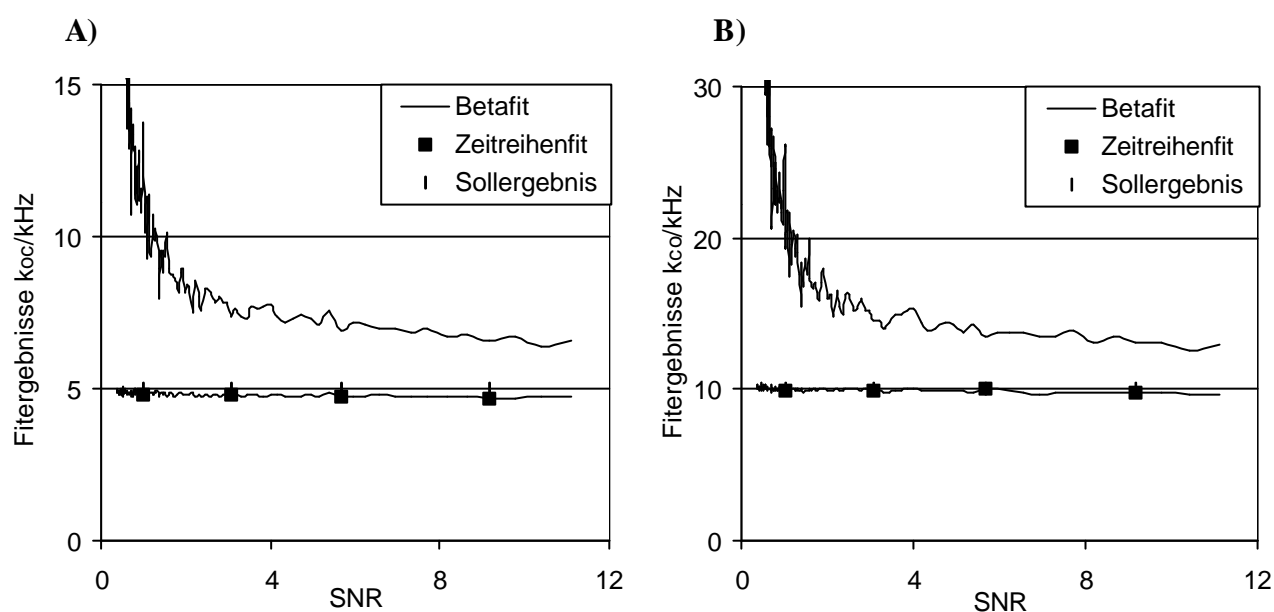 A)
15
10
5
0
Fitergebnisse koc/kHz
Betafit
Zeitreihenfit
Sollergebnis
0 4 8 12
SNR
B)
30
20
10
0
Fitergebnisse kco/kHz
Betafit
Zeitreihenfit
Sollergebnis
0 4 8 12
SNR